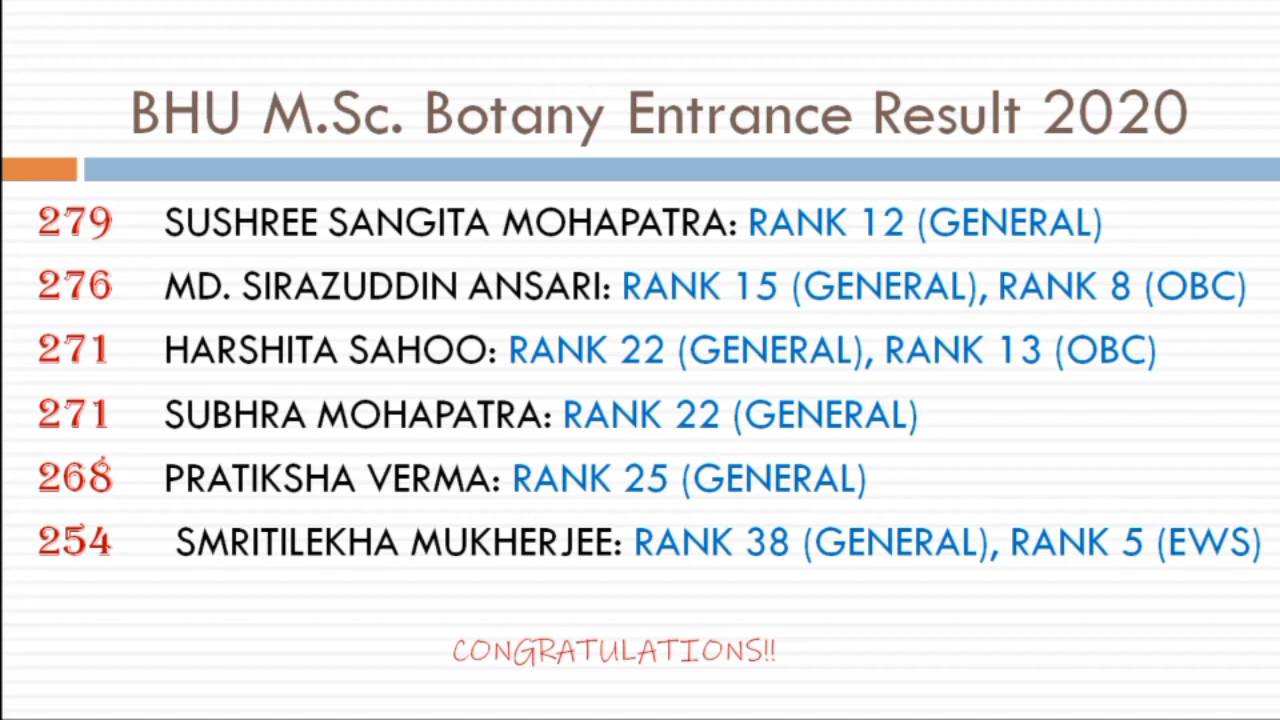 BHU M.Sc. Botany Entrance Result 2020
279 SUSHREE SANGITA MOHAPATRA: RANK 12 (GENERAL)
276 MD. SIRAZUDDIN ANSARI: RANK 15 (GENERAL), RANK 8 (OBC)
271 HARSHITA SAHOO: RANK 22 (GENERAL), RANK 13 (OBC)
271 SUBHRA MOHAPATRA: RANK 22 (GENERAL)
268 PRATIKSHA VERMA: RANK 25 (GENERAL)
254 SMRITILEKHA MUKHERJEE: RANK 38 (GENERAL), RANK 5 (EWS)
CONGRATULATIONS!!